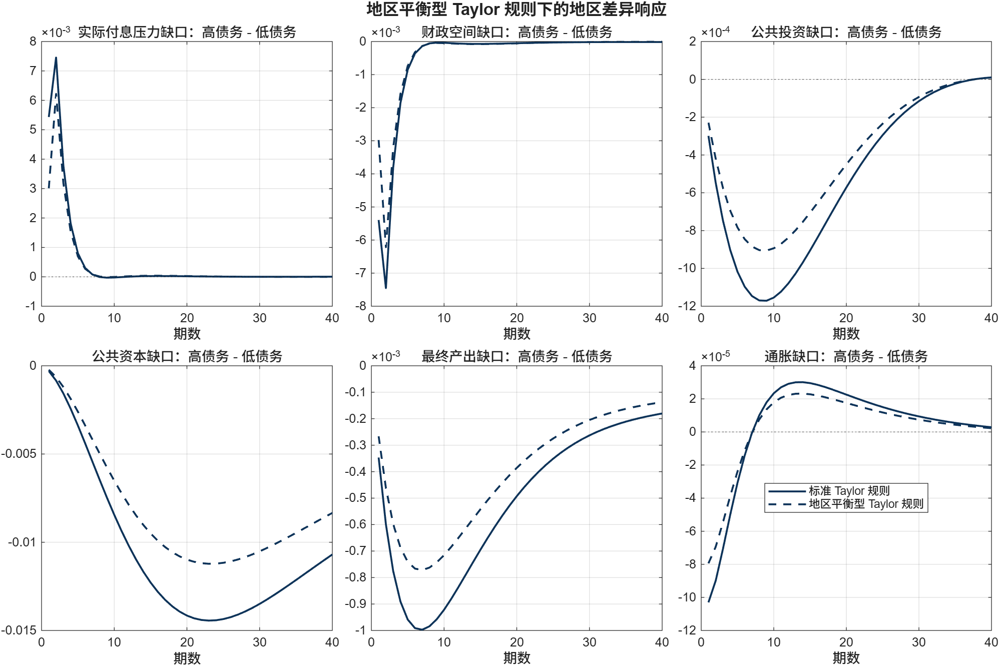 地区平衡型 Taylor 规则下的地区差异响应
×10-3 实际付息压力缺口：高债务 - 低债务
8
7
6
5
4
3
2
1
0
-1
0 10 20 30 40
期数
×10-3 财政空间缺口：高债务 - 低债务
0
-1
-2
-3
-4
-5
-6
-7
-8
0 10 20 30 40
期数
×10-4 公共投资缺口：高债务 - 低债务
2
0
-2
-4
-6
-8
-10
-12
0 10 20 30 40
期数
公共资本缺口：高债务 - 低债务
0
-0.005
-0.01
-0.015
0 10 20 30 40
期数
×10-3 最终产出缺口：高债务 - 低债务
0
-0.1
-0.2
-0.3
-0.4
-0.5
-0.6
-0.7
-0.8
-0.9
-1
0 10 20 30 40
期数
×10-5 通胀缺口：高债务 - 低债务
4
2
0
-2
-4
-6
-8
-10
-12
标准 Taylor 规则
地区平衡型 Taylor 规则
0 10 20 30 40
期数